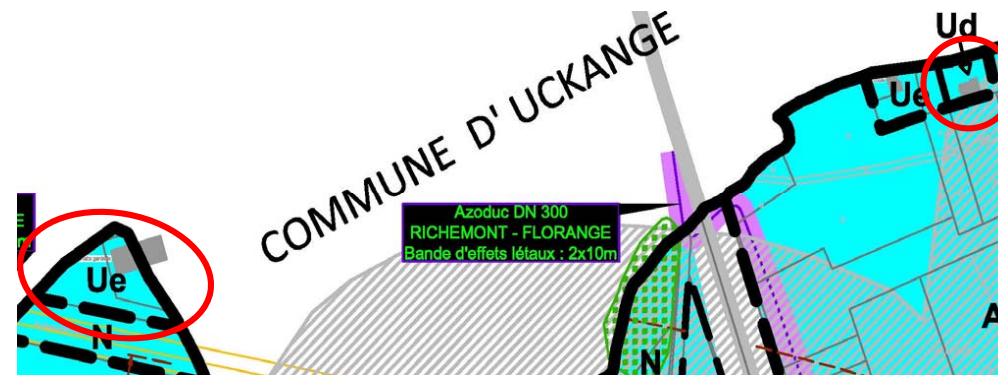 Ud
Ue
COMMUNE D' UCKANGE
Azoduc DN 300
RICHEMONT - FLORANGE
Bande d'effets létaux : 2x10m
Ue
N
N
A